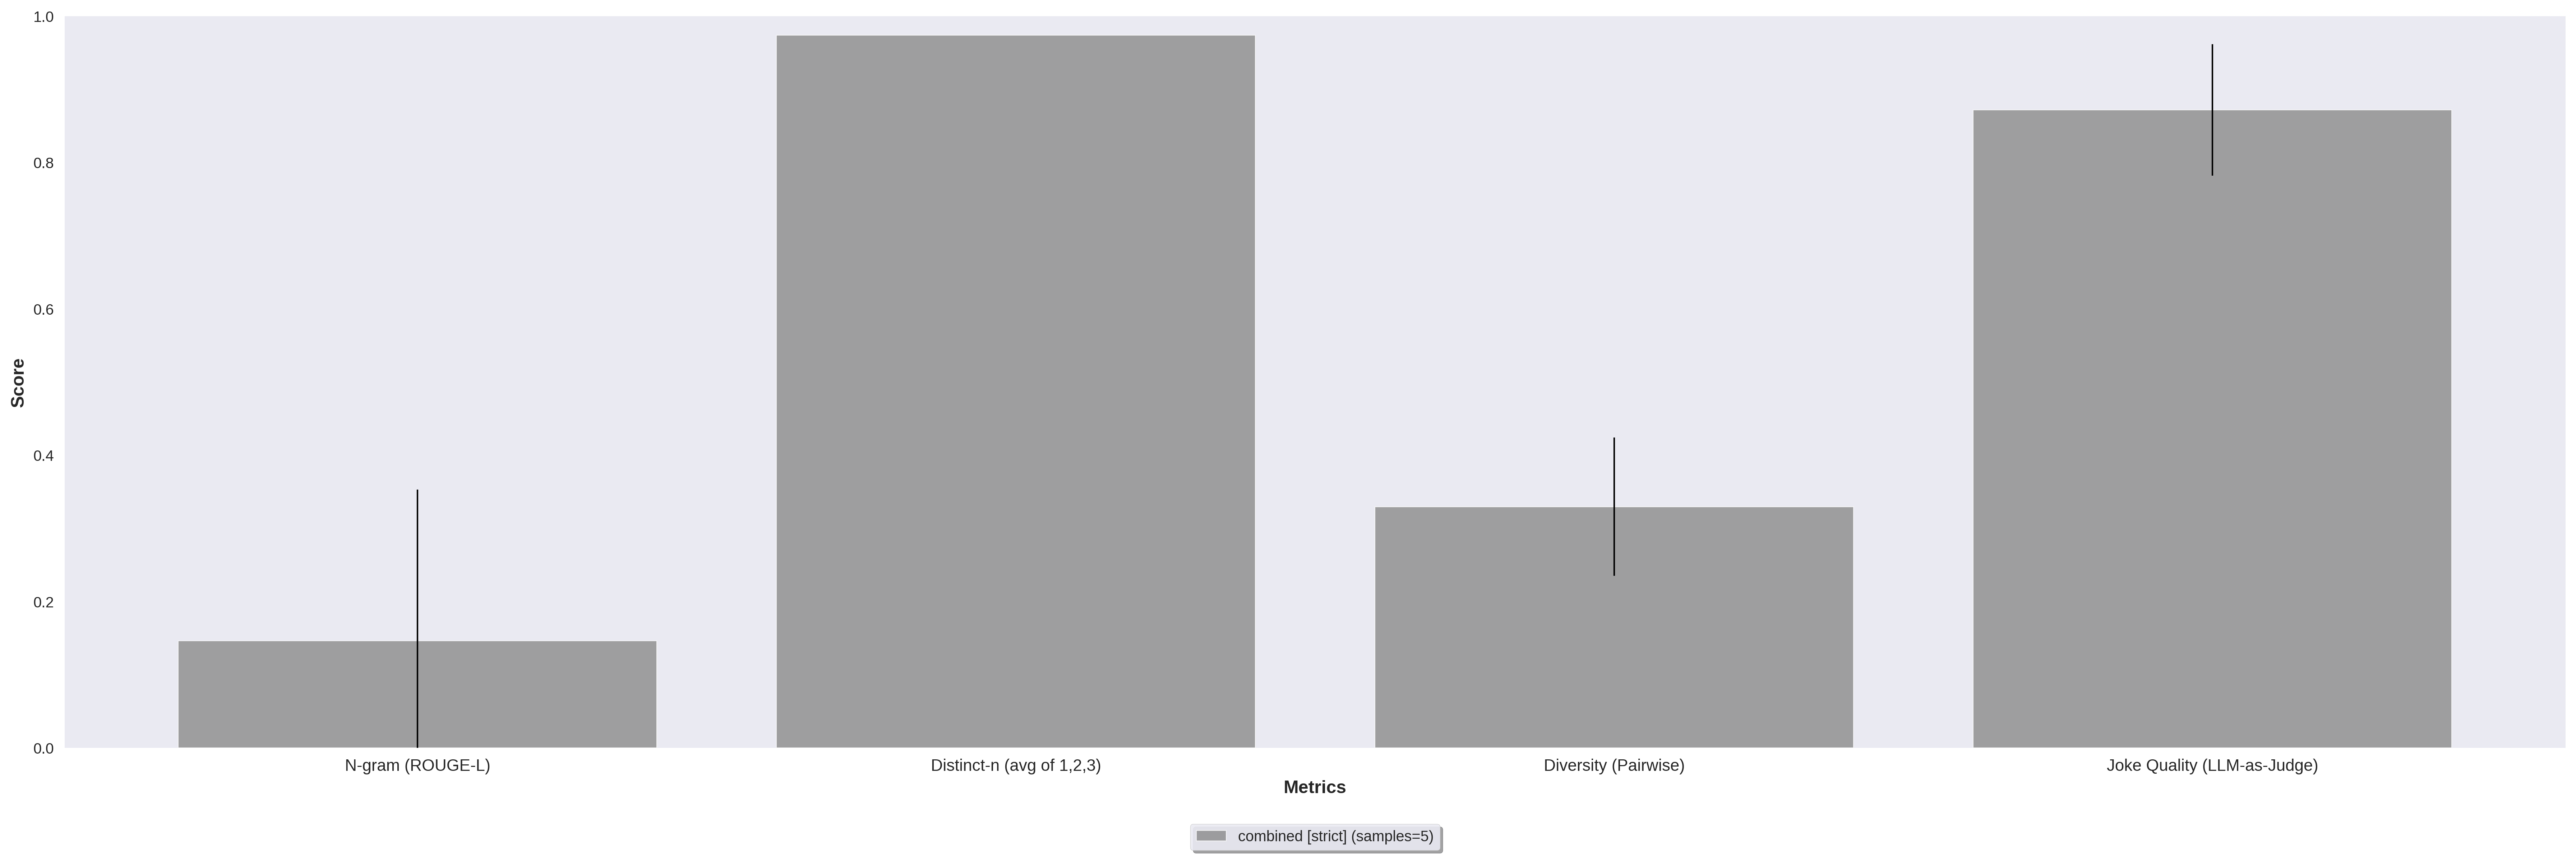 1.0
0.8
0.6
0.4
0.2
0.0
Score
N-gram (ROUGE-L)
Distinct-n (avg of 1,2,3)
Diversity (Pairwise)
Joke Quality (LLM-as-Judge)
Metrics
combined [strict] (samples=5)